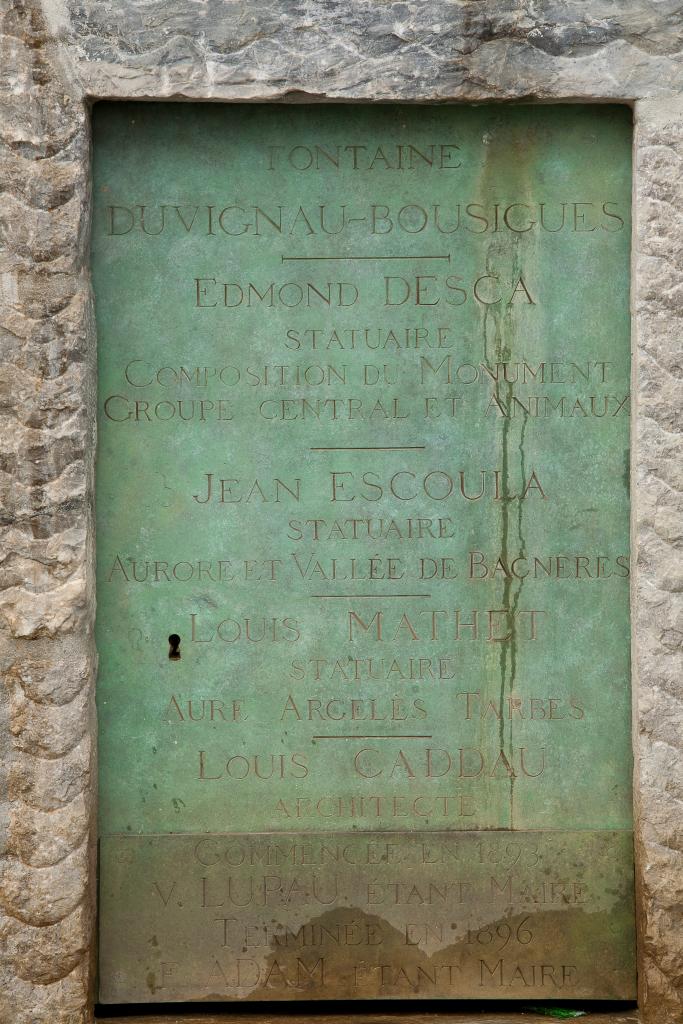 FONTAINE
DUVIGNAU-BOUSIGUES
EDMOND DESCA
STATUAIRE
COMPOSITION DU MONUMENT
GROUPE CENTRAL ET ANIMAUX
JEAN ESCOULA
STATUAIRE
AURORE ET VALLÉE DE BAGNERES
LOUIS MATHET
STATUAIRE
AURE ARGELÈS TARBES
LOUIS CADDAU
ARCHITECTE
COMMENCÉE EN 1893
V. LUPAU ÉTANT MAIRE
TERMINÉE EN 1896
F. ADAM ÉTANT MAIRE